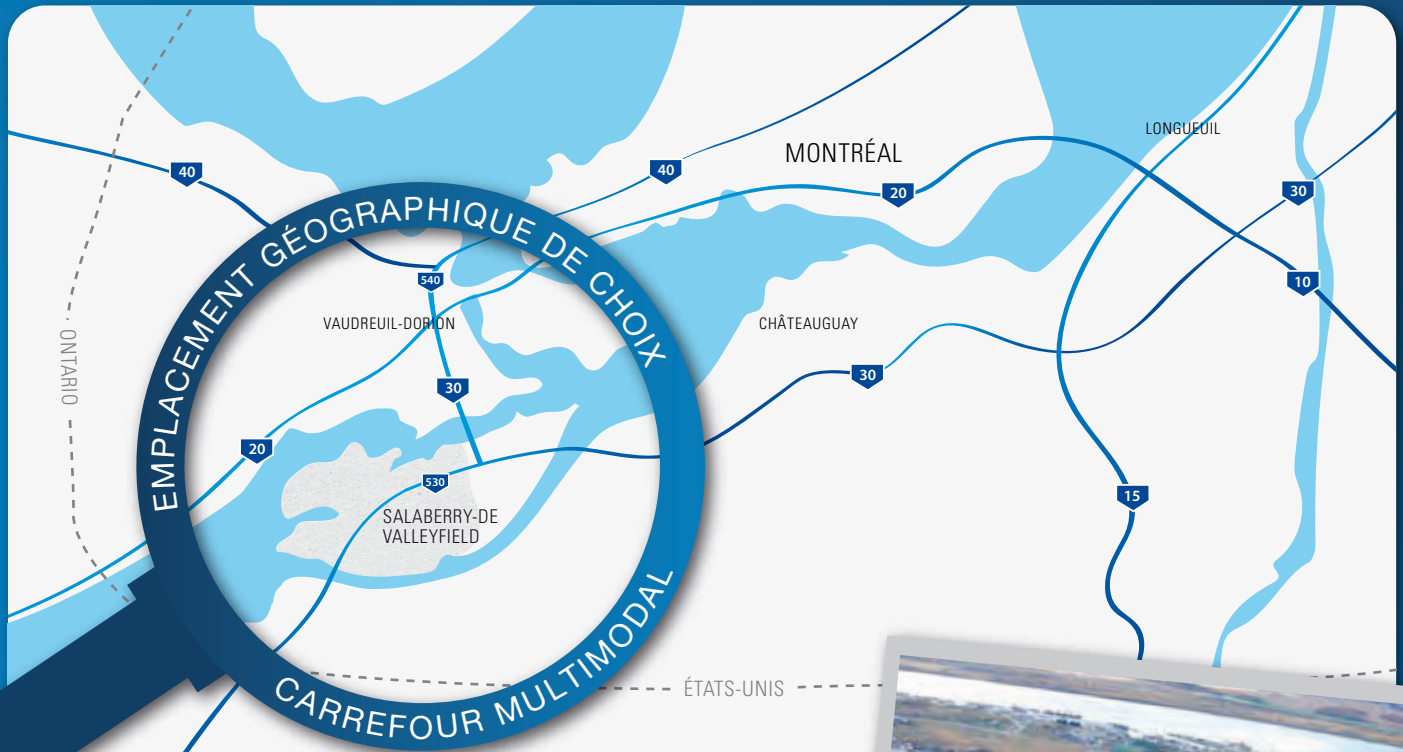 LONGUEUIL
MONTRÉAL
40
40
20
30
EMPLACEMENT GÉOGRAPHIQUE DE CHOIX
540
10
VAUDREUIL-DORION
CHÂTEAUGUAY
ONTARIO
30
30
20
530
15
SALABERRY-DE
VALLEYFIELD
CARREFOUR MULTIMODAL
ÉTATS-UNIS